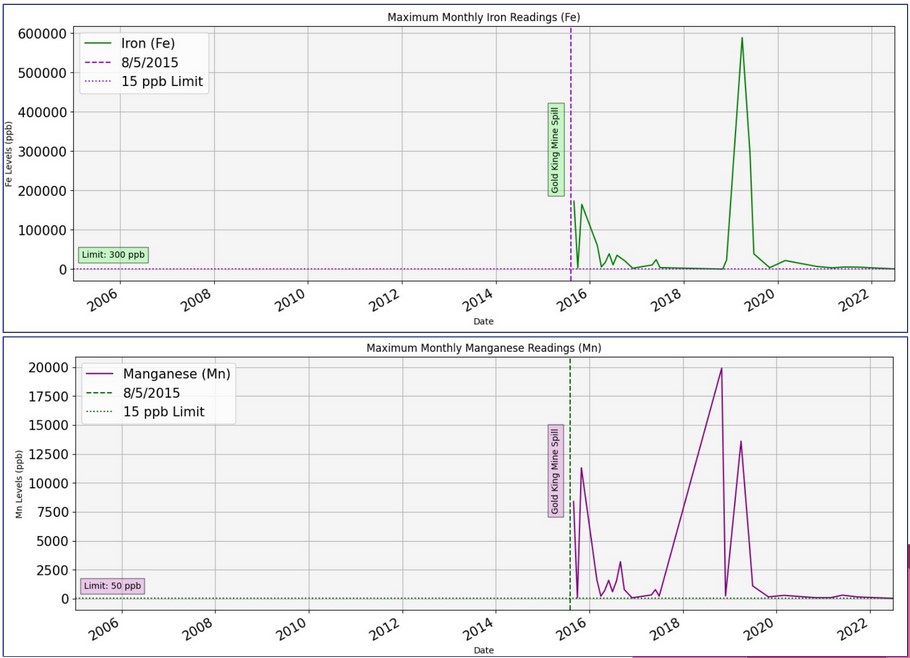 Maximum Monthly Iron Readings (Fe)
600000
500000
400000
300000
200000
100000
0
Fe Levels (ppb)
Iron (Fe)
8/5/2015
15 ppb Limit
Gold King Mine Spill
Limit: 300 ppb
2006
2008
2010
2012
2014
2016
2018
2020
2022
Date
Maximum Monthly Manganese Readings (Mn)
20000
17500
15000
12500
10000
7500
5000
2500
0
Mn Levels (ppb)
Manganese (Mn)
8/5/2015
15 ppb Limit
Gold King Mine Spill
Limit: 50 ppb
2006
2008
2010
2012
2014
2016
2018
2020
2022
Date